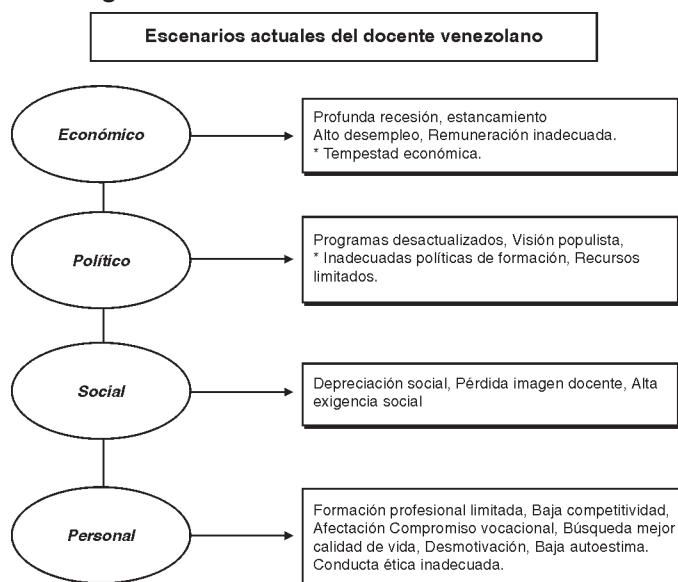 Escenarios actuales del docente venezolano
Económico
Profunda recesión, estancamiento
Alto desempleo, Remuneración inadecuada.
* Tempestad económica.
Político
Programas desactualizados, Visión populista,
* Inadecuadas políticas de formación, Recursos
limitados.
Social
Depreciación social, Pérdida imagen docente, Alta
exigencia social
Personal
Formación profesional limitada, Baja competitividad,
Afectación Compromiso vocacional, Búsqueda mejor
calidad de vida, Desmotivación, Baja autoestima.
Conducta ética inadecuada.